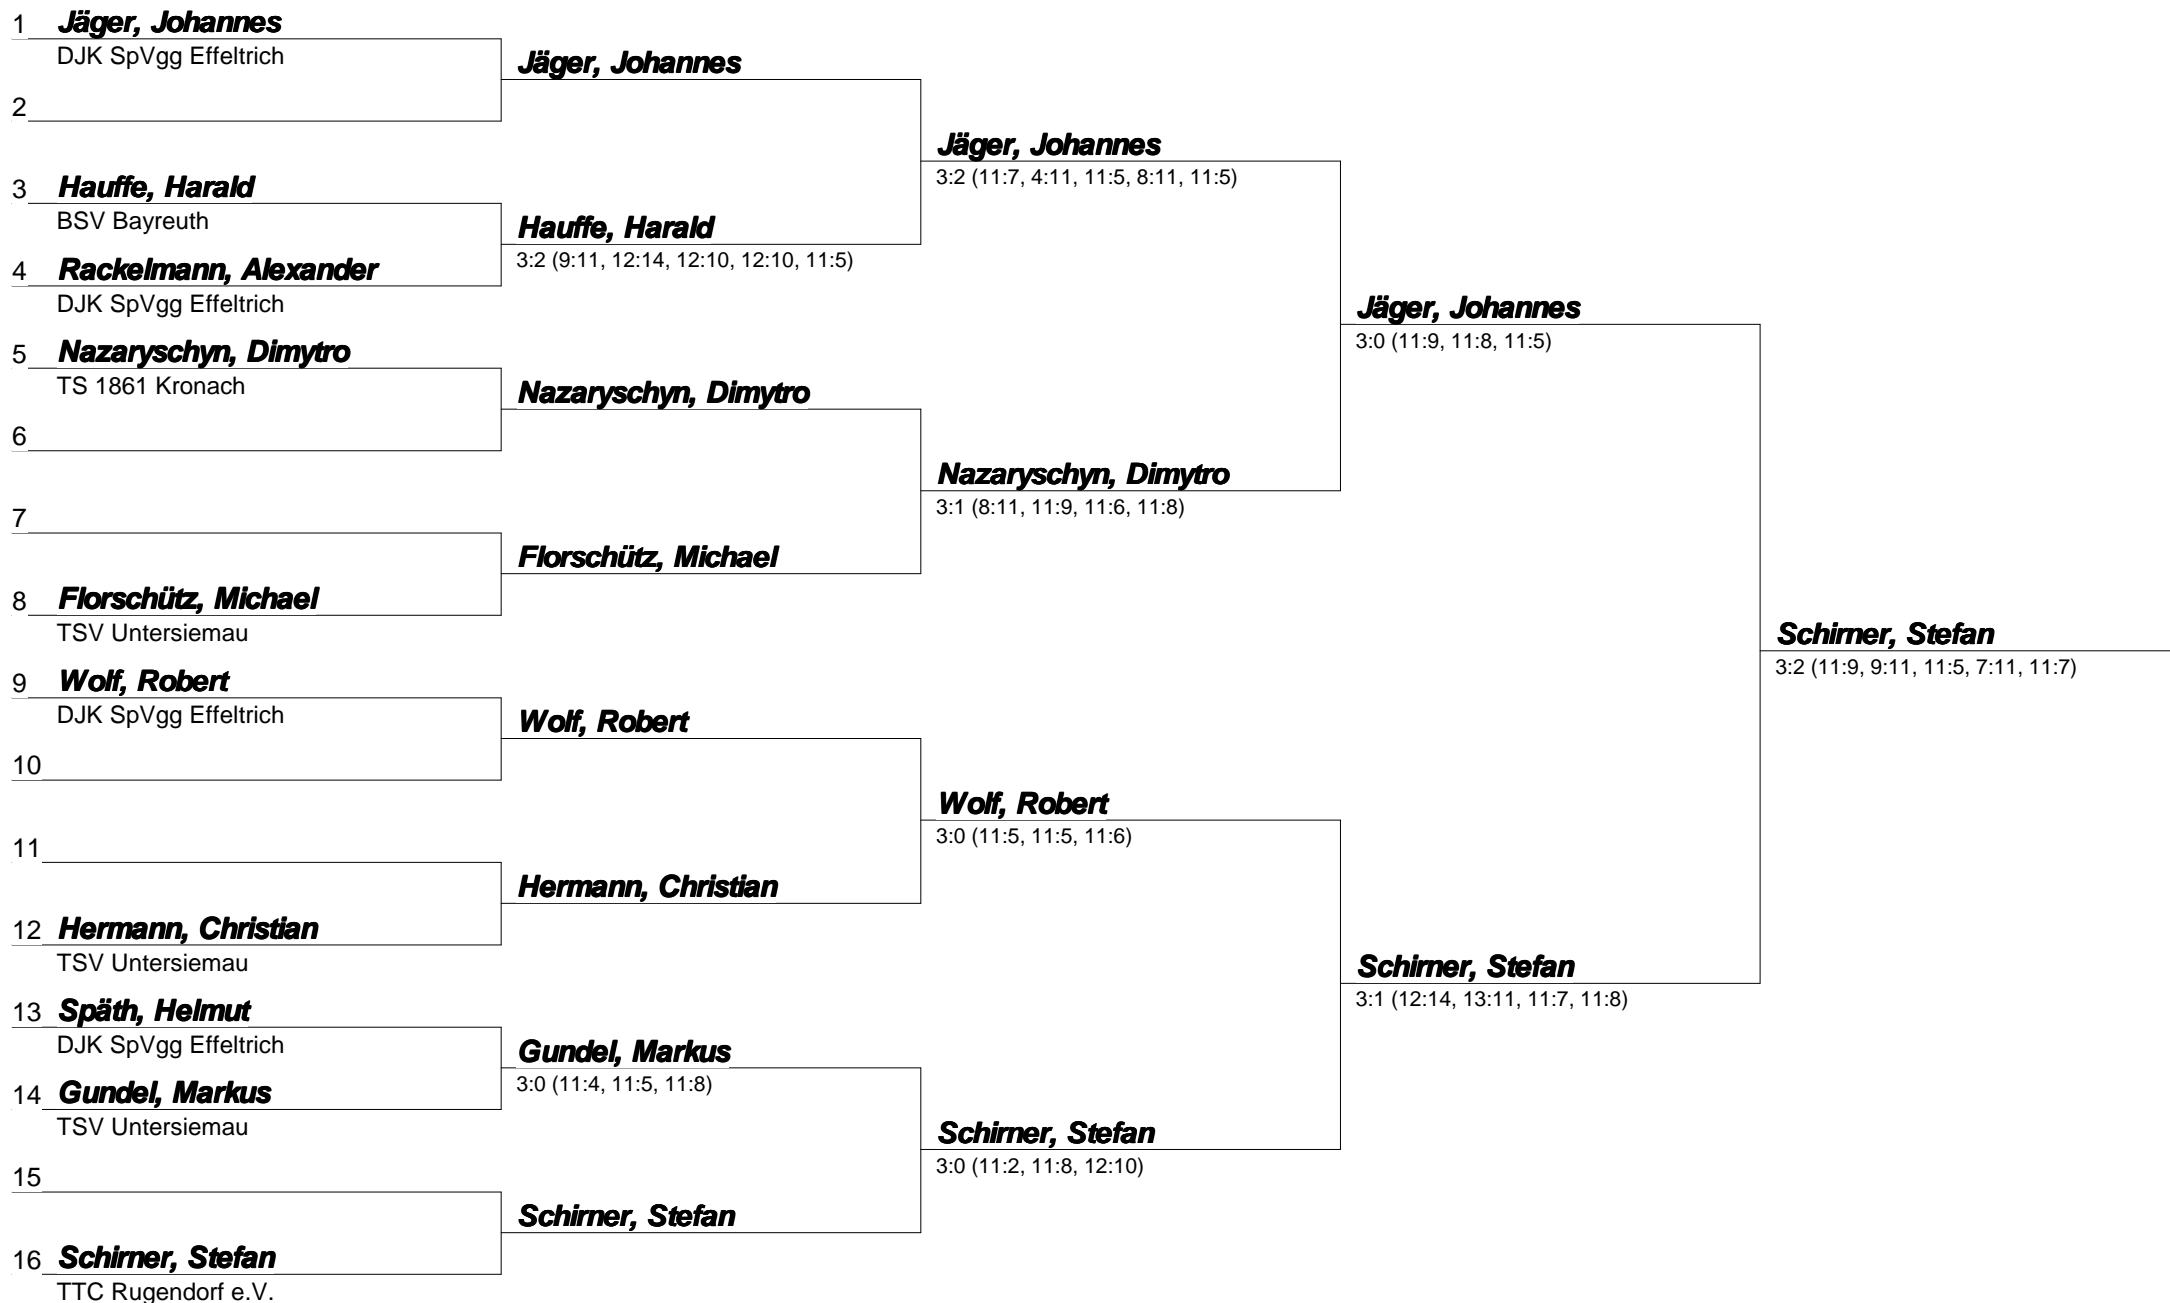 1 Jäger, Johannes
DJK SpVgg Effeltrich
Jäger, Johannes
2
Jäger, Johannes
3:2 (11:7, 4:11, 11:5, 8:11, 11:5)
3 Hauffe, Harald
BSV Bayreuth
Hauffe, Harald
3:2 (9:11, 12:14, 12:10, 12:10, 11:5)
4 Rackelmann, Alexander
DJK SpVgg Effeltrich
Jäger, Johannes
3:0 (11:9, 11:8, 11:5)
5 Nazaryschyn, Dimytro
TS 1861 Kronach
Nazaryschyn, Dimytro
6
Nazaryschyn, Dimytro
3:1 (8:11, 11:9, 11:6, 11:8)
7
Florschütz, Michael
8 Florschütz, Michael
TSV Untersiemau
Schirner, Stefan
3:2 (11:9, 9:11, 11:5, 7:11, 11:7)
9 Wolf, Robert
DJK SpVgg Effeltrich
Wolf, Robert
10
Wolf, Robert
3:0 (11:5, 11:5, 11:6)
11
Hermann, Christian
12 Hermann, Christian
TSV Untersiemau
Schirner, Stefan
3:1 (12:14, 13:11, 11:7, 11:8)
13 Späth, Helmut
DJK SpVgg Effeltrich
Gundel, Markus
3:0 (11:4, 11:5, 11:8)
14 Gundel, Markus
TSV Untersiemau
Schirner, Stefan
3:0 (11:2, 11:8, 12:10)
15
Schirner, Stefan
16 Schirner, Stefan
TTC Rugendorf e.V.